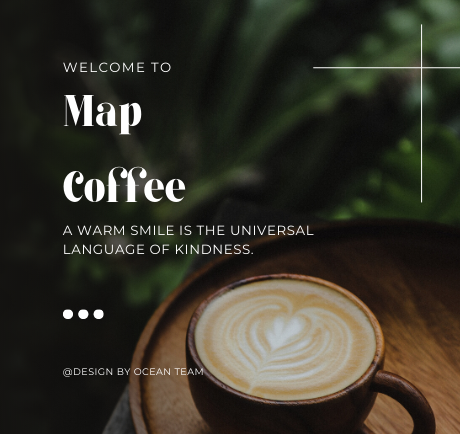 WELCOME TO
Map
Coffee
A WARM SMILE IS THE UNIVERSAL
LANGUAGE OF KINDNESS.
@DESIGN BY OCEAN TEAM